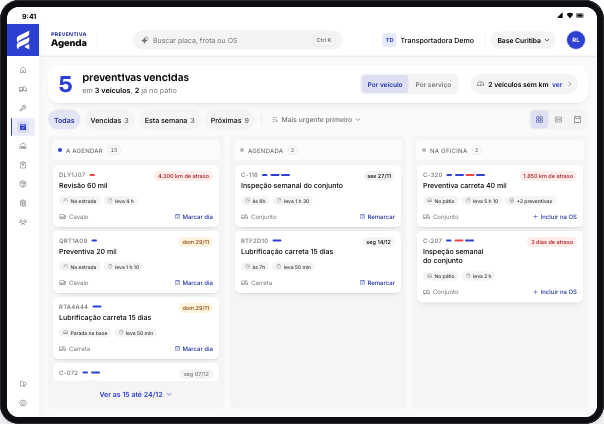 9:41
PREVENTIVA
Agenda
Buscar placa, frota ou OS
Ctrl K
TD
Transportadora Demo
Base Curitiba
RL
5
preventivas vencidas
em 3 veículos, 2 já no pátio
Por veículo
Por serviço
2 veículos sem km ver
Todas
Vencidas 3
Esta semana 3
Próximas 9
Mais urgente primeiro
A AGENDAR 15
DLY1J07
4.300 km de atraso
Revisão 60 mil
Na estrada
leva 4 h
Cavalo
Marcar dia
QRT1A09
dom 29/11
Preventiva 20 mil
Na estrada
leva 1 h 10
Cavalo
Marcar dia
RTA4A44
dom 29/11
Lubrificação carreta 15 dias
Parada na base
leva 50 min
Carreta
Marcar dia
C-072
seg 07/12
Ver as 15 até 24/12
AGENDADA 2
C-118
sex 27/11
Inspeção semanal do conjunto
às 8h
leva 1 h 30
Conjunto
Remarcar
RTF2D10
seg 14/12
Lubrificação carreta 15 dias
às 7h
leva 50 min
Carreta
Remarcar
NA OFICINA 2
C-320
1.850 km de atraso
Preventiva carreta 40 mil
No pátio
leva 5 h 10
+2 preventivas
Conjunto
Incluir na OS
C-207
3 dias de atraso
Inspeção semanal
do conjunto
No pátio
leva 2 h
Conjunto
Incluir na OS